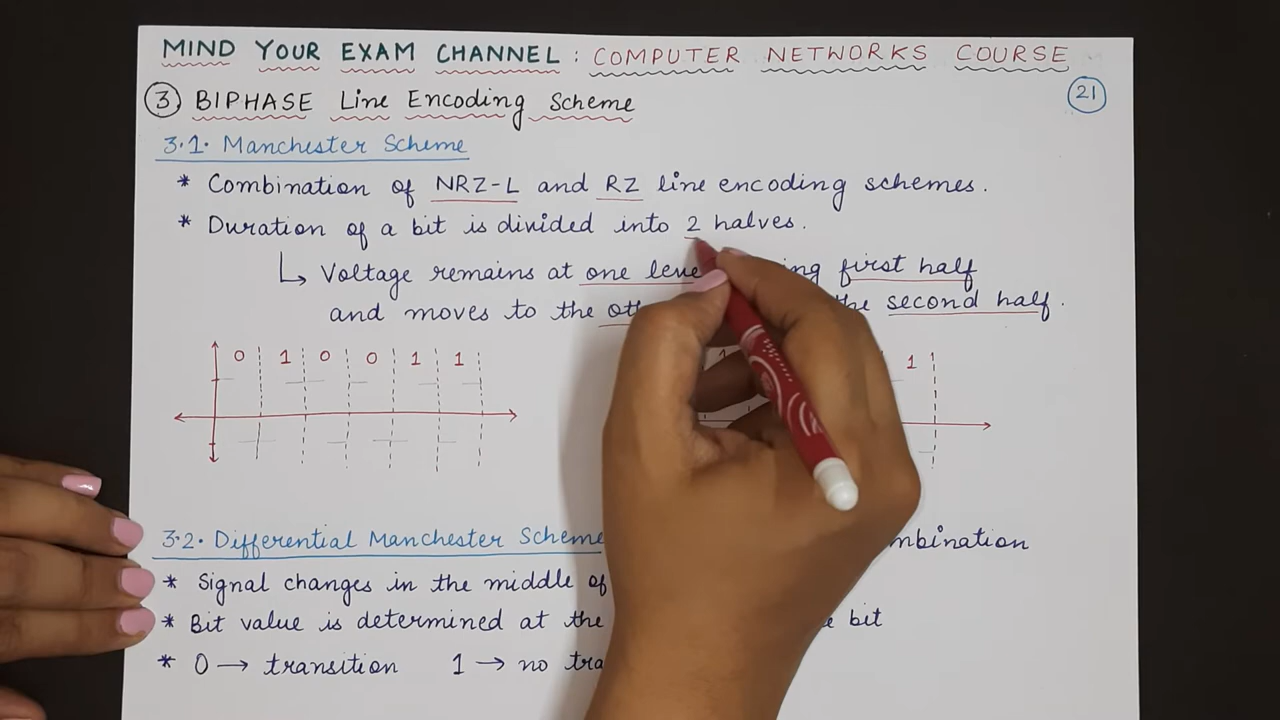 MIND YOUR EXAM CHANNEL : COMPUTER NETWORKS COURSE
3 BIPHASE Line Encoding Scheme
21
3.1. Manchester Scheme
* Combination of NRZ-L and RZ line encoding schemes.
* Duration of a bit is divided into 2 halves.
↳ Voltage remains at one leve ing first half
and moves to the ot the second half.
0 1 0 0 1 1
1 1
3.2. Differential Manchester Scheme mbination
* Signal changes in the middle of
* Bit value is determined at the bit
* 0 → transition 1 → no tra